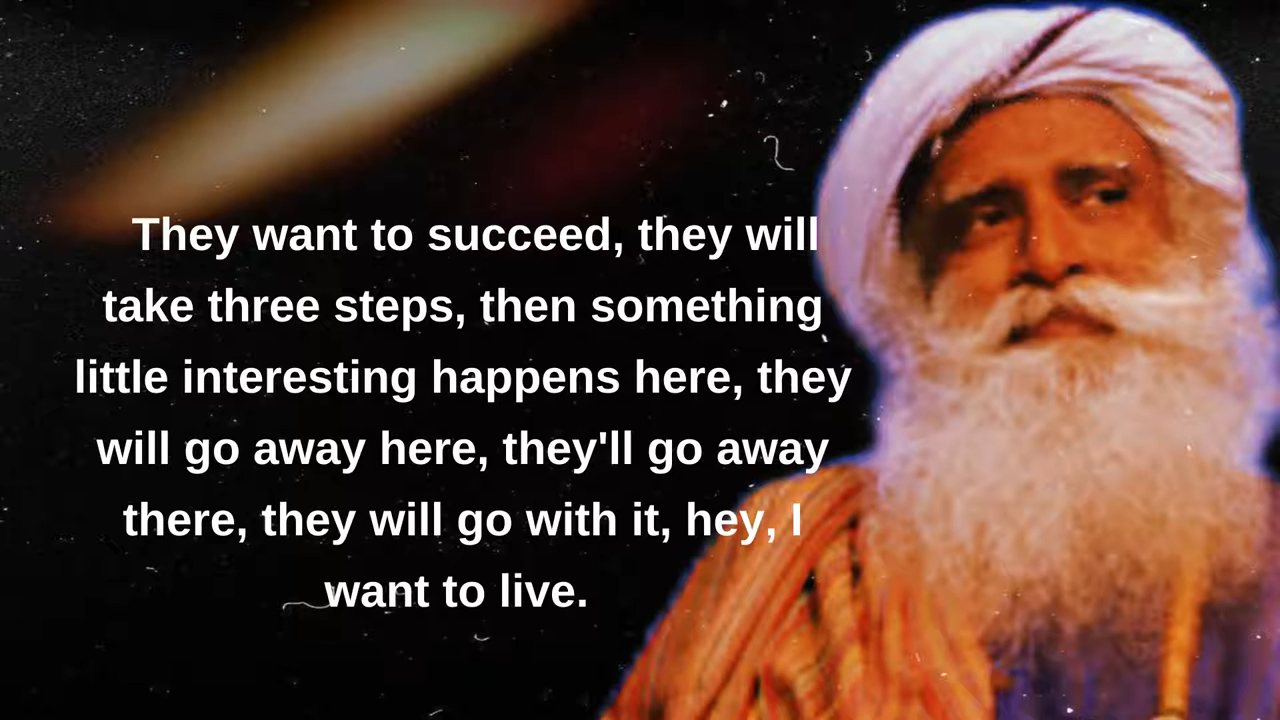 They want to succeed, they will
take three steps, then something
little interesting happens here, they
will go away here, they'll go away
there, they will go with it, hey, I
want to live.